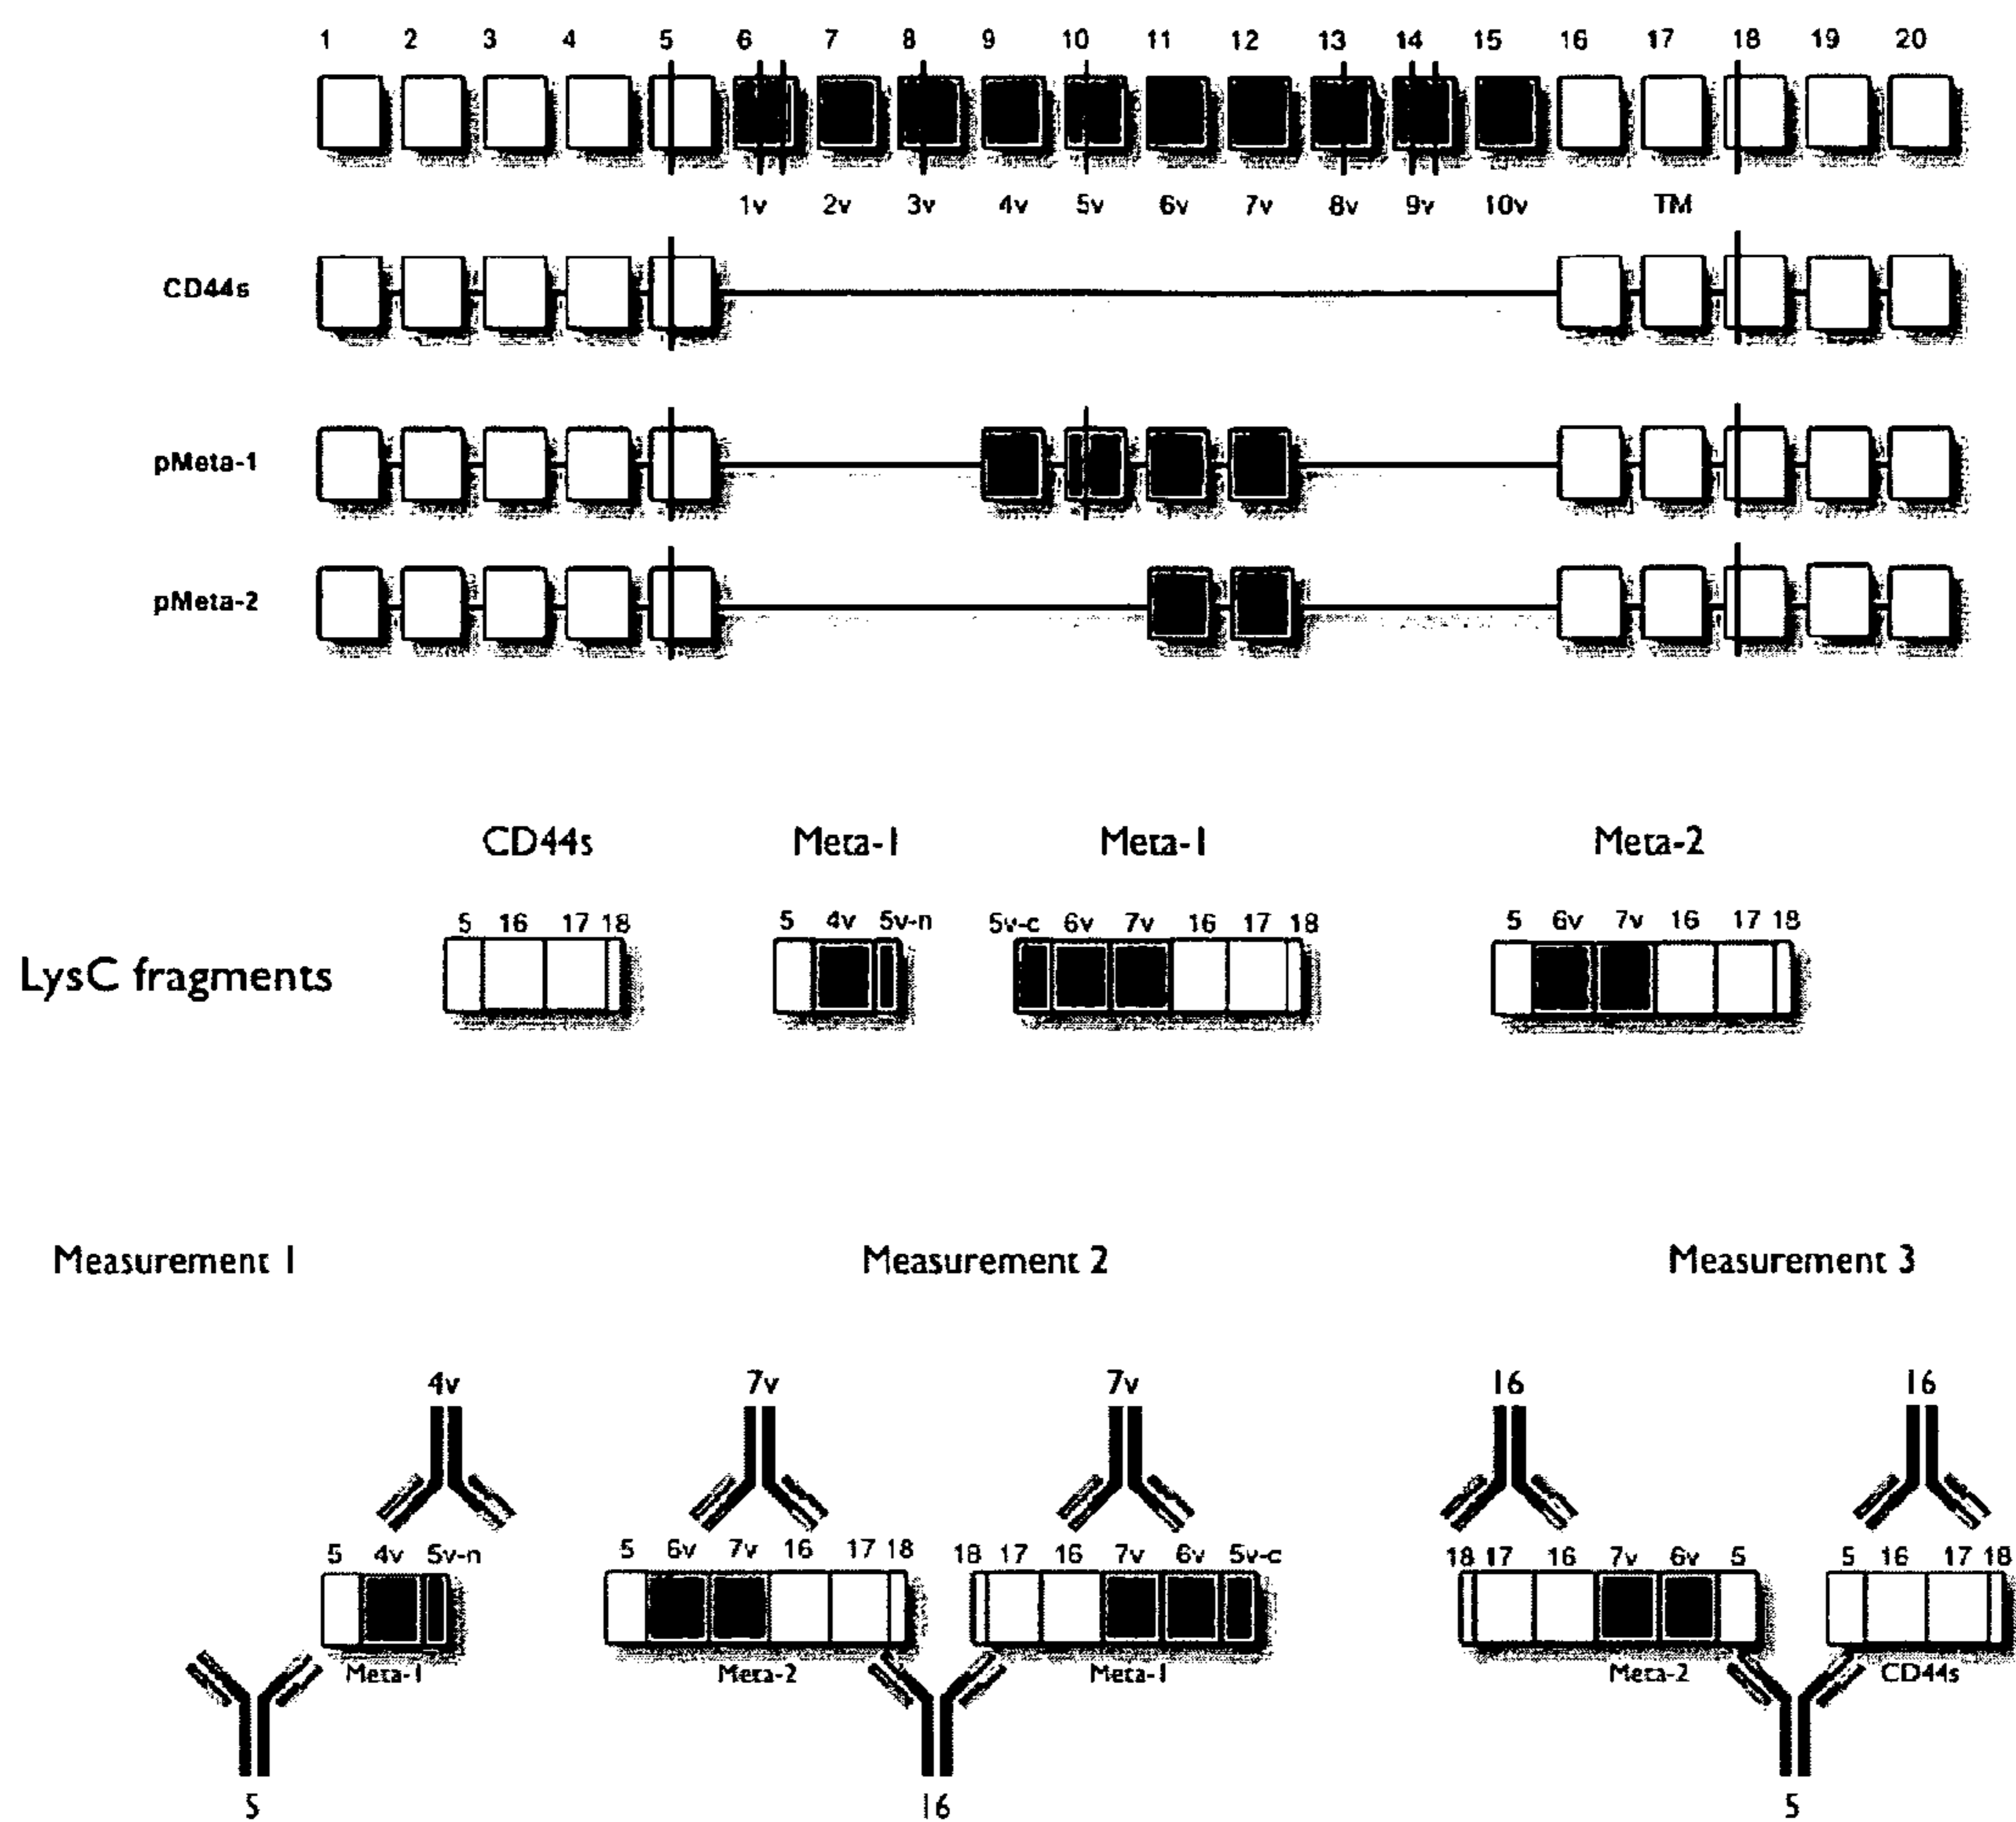 1 2 3 4 5 6 7 8 9 10 11 12 13 14 15 16 17 18 19 20
1v 2v 3v 4v 5v 6v 7v 8v 9v 10v TM
CD44s
pMeta-1
pMeta-2
CD44s Meta-1 Meta-1 Meta-2
5 16 17 18 5 4v 5v-n 5v-c 6v 7v 16 17 18 5 6v 7v 16 17 18
LysC fragments
Measurement 1 Measurement 2 Measurement 3
4v 7v 7v 16 16
5 4v 5v-n 5 6v 7v 16 17 18 18 17 16 7v 6v 5v-c 18 17 16 7v 6v 5 5 16 17 18
Meta-1 Meta-2 Meta-1 Meta-2 CD44s
5 16 5